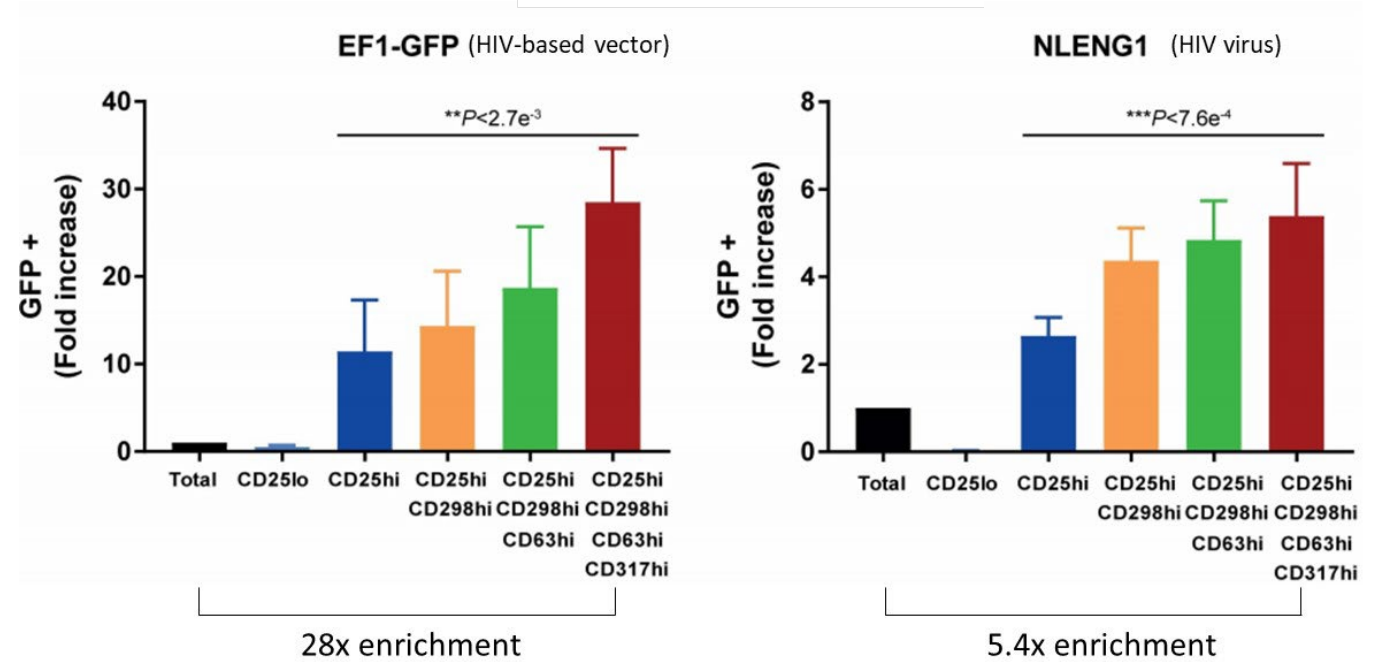 EF1-GFP (HIV-based vector)
40
30
20
10
0
GFP +
(Fold increase)
**P<2.7e-3
Total CD25lo CD25hi CD25hi CD25hi CD25hi
CD298hi CD298hi CD298hi
CD63hi CD63hi
CD317hi
28x enrichment
NLENG1 (HIV virus)
8
6
4
2
0
GFP +
(Fold increase)
***P<7.6e-4
Total CD25lo CD25hi CD25hi CD25hi CD25hi
CD298hi CD298hi CD298hi
CD63hi CD63hi
CD317hi
5.4x enrichment